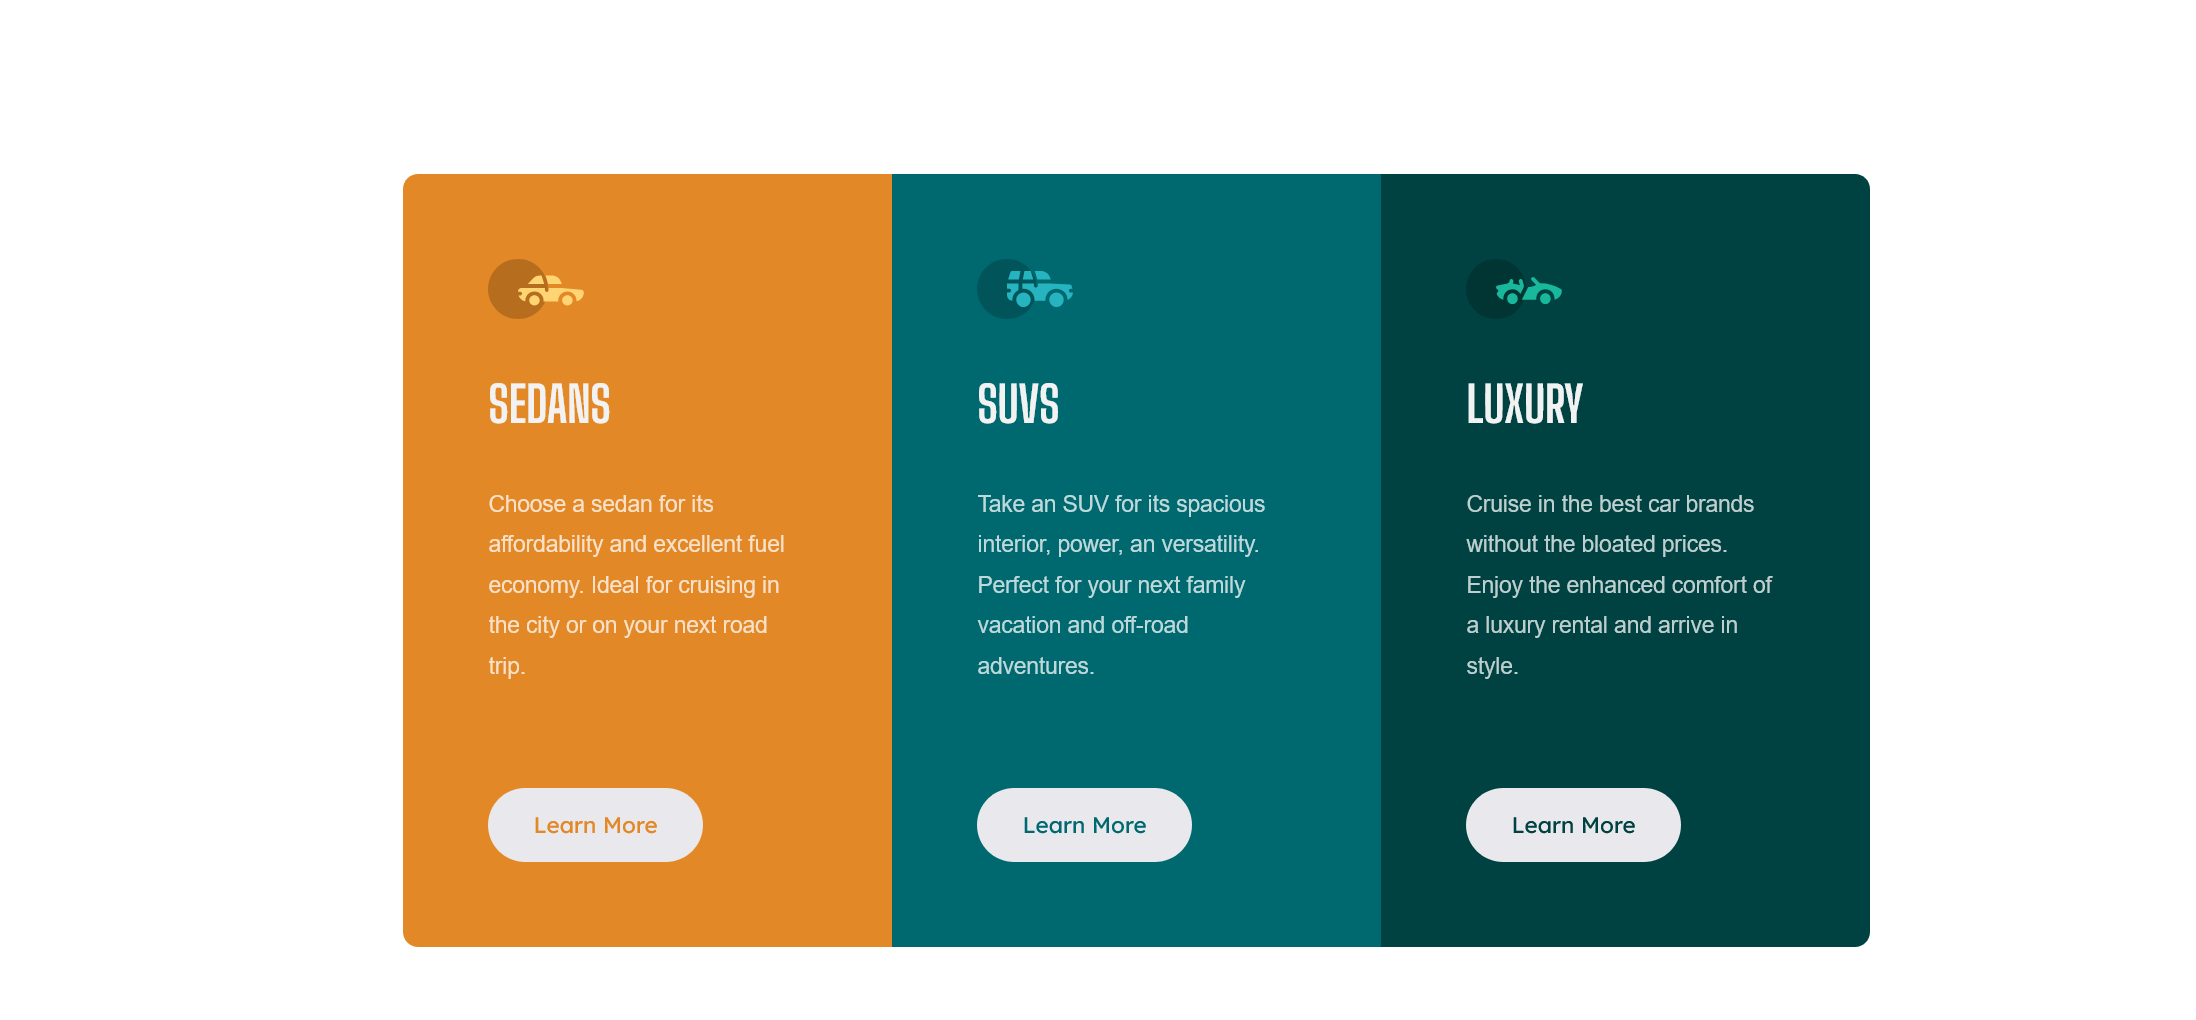 SEDANS
Choose a sedan for its
affordability and excellent fuel
economy. Ideal for cruising in
the city or on your next road
trip.
Learn More
SUVS
Take an SUV for its spacious
interior, power, an versatility.
Perfect for your next family
vacation and off-road
adventures.
Learn More
LUXURY
Cruise in the best car brands
without the bloated prices.
Enjoy the enhanced comfort of
a luxury rental and arrive in
style.
Learn More